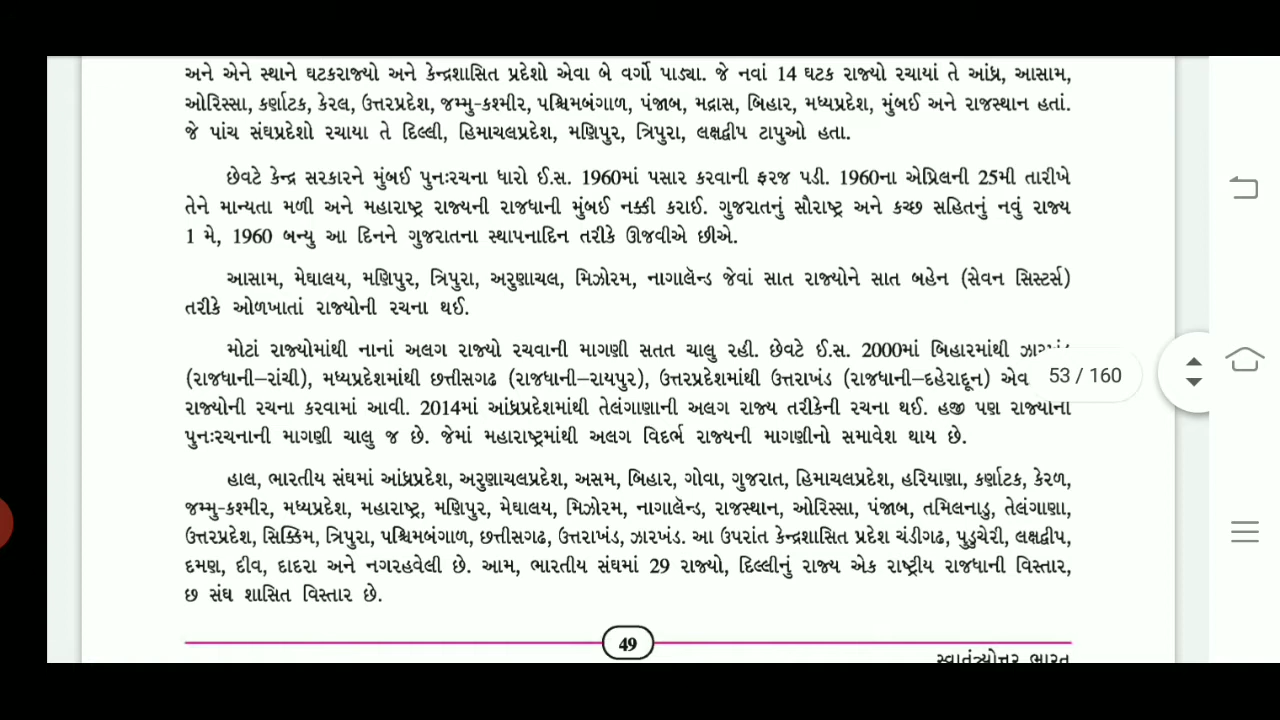 અને એને સ્થાને ઘટકરાજ્યો અને કેન્દ્રશાસિત પ્રદેશો એવા બે વર્ગો પાડ્યા. જે નવાં 14 ઘટક રાજ્યો રચાયાં તે આંધ્ર, આસામ,
ઓરિસ્સા, કર્ણાટક, કેરલ, ઉત્તરપ્રદેશ, જમ્મુ-કશ્મીર, પશ્ચિમબંગાળ, પંજાબ, મદ્રાસ, બિહાર, મધ્યપ્રદેશ, મુંબઈ અને રાજસ્થાન હતાં.
જે પાંચ સંઘપ્રદેશો રચાયા તે દિલ્લી, હિમાચલપ્રદેશ, મણિપુર, ત્રિપુરા, લક્ષદ્વીપ ટાપુઓ હતા.
છેવટે કેન્દ્ર સરકારને મુંબઈ પુનઃરચના ધારો ઈ.સ. 1960માં પસાર કરવાની ફરજ પડી. 1960ના એપ્રિલની 25મી તારીખે
તેને માન્યતા મળી અને મહારાષ્ટ્ર રાજ્યની રાજધાની મુંબઈ નક્કી કરાઈ. ગુજરાતનું સૌરાષ્ટ્ર અને કચ્છ સહિતનું નવું રાજ્ય
1 મે, 1960 બન્યુ આ દિનને ગુજરાતના સ્થાપનાદિન તરીકે ઊજવીએ છીએ.
આસામ, મેઘાલય, મણિપુર, ત્રિપુરા, અરુણાચલ, મિઝોરમ, નાગાલૅન્ડ જેવાં સાત રાજ્યોને સાત બહેન (સેવન સિસ્ટર્સ)
તરીકે ઓળખાતાં રાજ્યોની રચના થઈ.
મોટાં રાજ્યોમાંથી નાનાં અલગ રાજ્યો રચવાની માગણી સતત ચાલુ રહી. છેવટે ઈ.સ. 2000માં બિહારમાંથી ઝારખંડ
(રાજધાની–રાંચી), મધ્યપ્રદેશમાંથી છત્તીસગઢ (રાજધાની–રાયપુર), ઉત્તરપ્રદેશમાંથી ઉત્તરાખંડ (રાજધાની–દહેરાદૂન) એવ 53 / 160
રાજ્યોની રચના કરવામાં આવી. 2014માં આંધ્રપ્રદેશમાંથી તેલંગાણાની અલગ રાજ્ય તરીકેની રચના થઈ. હજી પણ રાજ્યોના
પુનઃરચનાની માગણી ચાલુ જ છે. જેમાં મહારાષ્ટ્રમાંથી અલગ વિદર્ભ રાજ્યની માગણીનો સમાવેશ થાય છે.
હાલ, ભારતીય સંઘમાં આંધ્રપ્રદેશ, અરુણાચલપ્રદેશ, અસમ, બિહાર, ગોવા, ગુજરાત, હિમાચલપ્રદેશ, હરિયાણા, કર્ણાટક, કેરળ,
જમ્મુ-કશ્મીર, મધ્યપ્રદેશ, મહારાષ્ટ્ર, મણિપુર, મેઘાલય, મિઝોરમ, નાગાલૅન્ડ, રાજસ્થાન, ઓરિસ્સા, પંજાબ, તમિલનાડુ, તેલંગાણા,
ઉત્તરપ્રદેશ, સિક્કિમ, ત્રિપુરા, પશ્ચિમબંગાળ, છત્તીસગઢ, ઉત્તરાખંડ, ઝારખંડ. આ ઉપરાંત કેન્દ્રશાસિત પ્રદેશ ચંડીગઢ, પુડુચેરી, લક્ષદ્વીપ,
દમણ, દીવ, દાદરા અને નગરહવેલી છે. આમ, ભારતીય સંઘમાં 29 રાજ્યો, દિલ્લીનું રાજ્ય એક રાષ્ટ્રીય રાજધાની વિસ્તાર,
છ સંઘ શાસિત વિસ્તાર છે.
49
સ્વાતંત્ર્યોત્તર ભારત